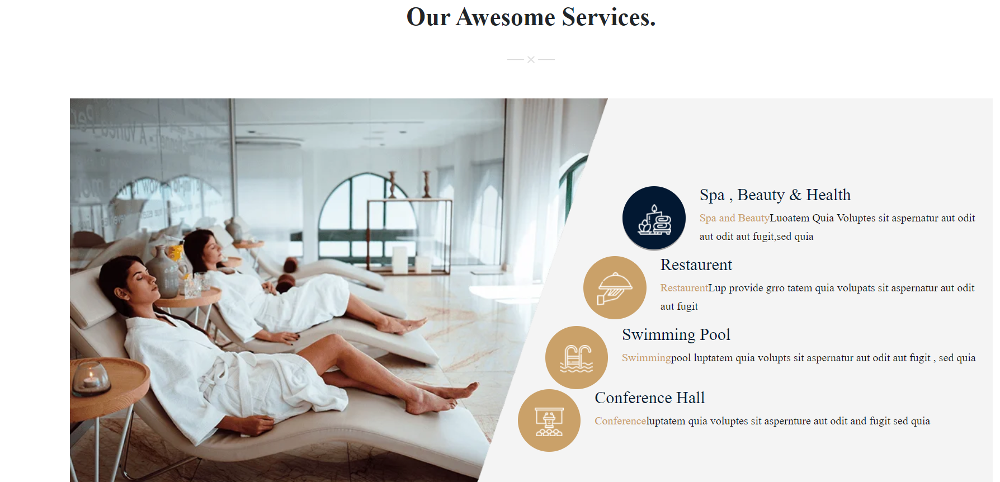 Our Awesome Services.
Spa , Beauty & Health
Spa and BeautyLuoatem Quia Voluptes sit aspernatur aut odit
aut odit aut fugit,sed quia
Restaurent
RestaurentLup provide grro tatem quia volupats sit aspernatur aut odit
aut fugit
Swimming Pool
Swimmingpool luptatem quia volupts sit aspernatur aut odit aut fugit , sed quia
Conference Hall
Conferenceluptatem quia voluptes sit aspernture aut odit and fugit sed quia